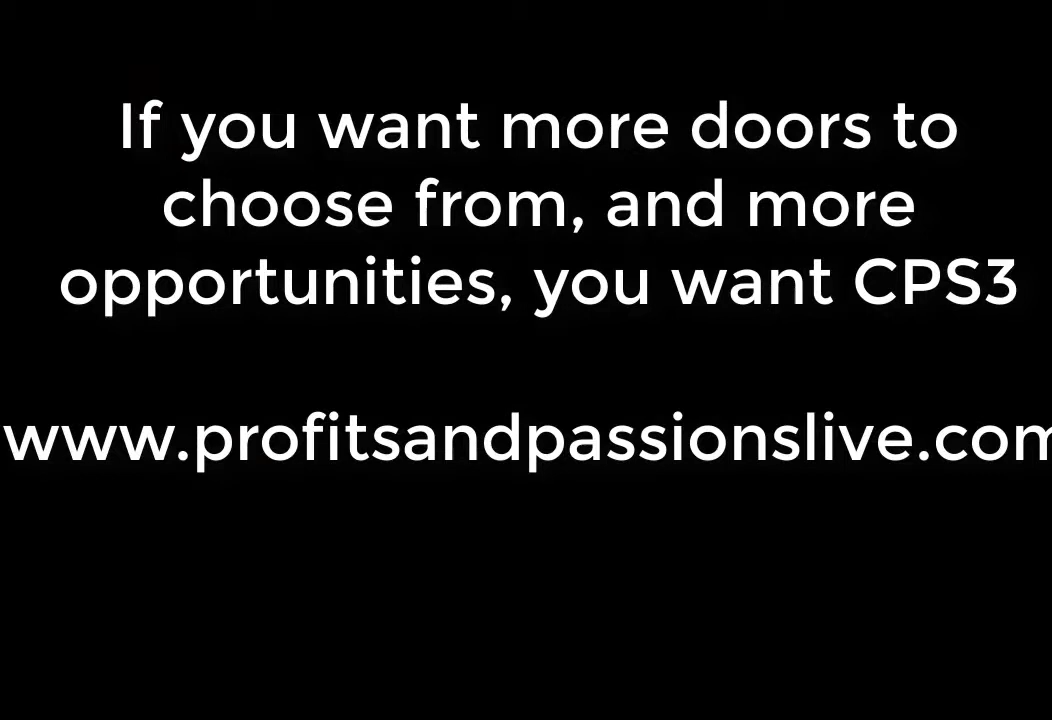 If you want more doors to
choose from, and more
opportunities, you want CPS3
www.profitsandpassionslive.com